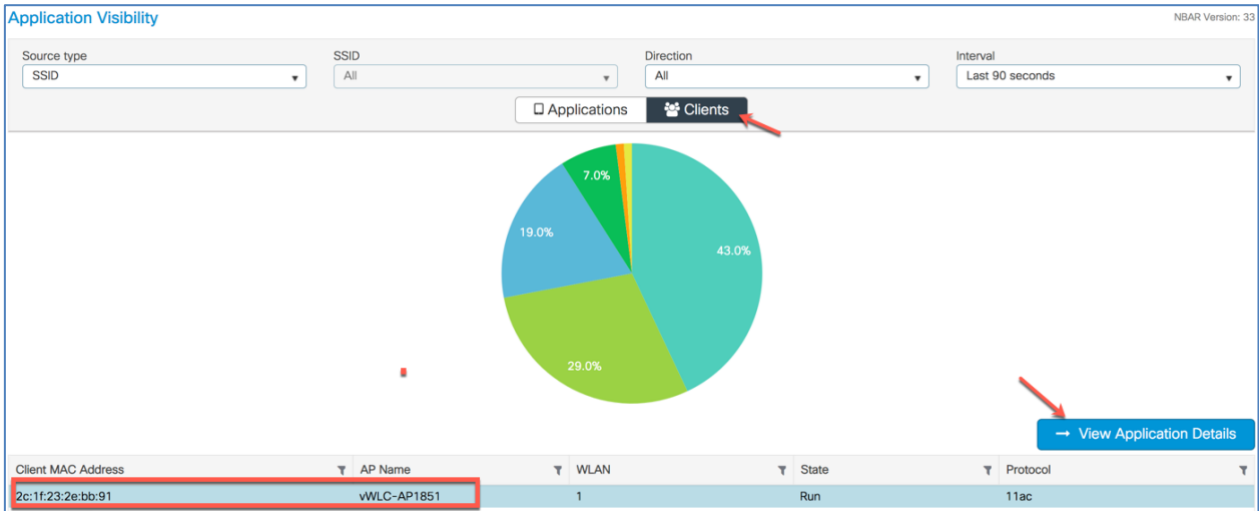 Application Visibility
NBAR Version: 33
Source type SSID Direction Interval
SSID All All Last 90 seconds
Applications Clients
7.0%
19.0%
43.0%
29.0%
→ View Application Details
Client MAC Address AP Name WLAN State Protocol
2c:1f:23:2e:bb:91 vWLC-AP1851 1 Run 11ac